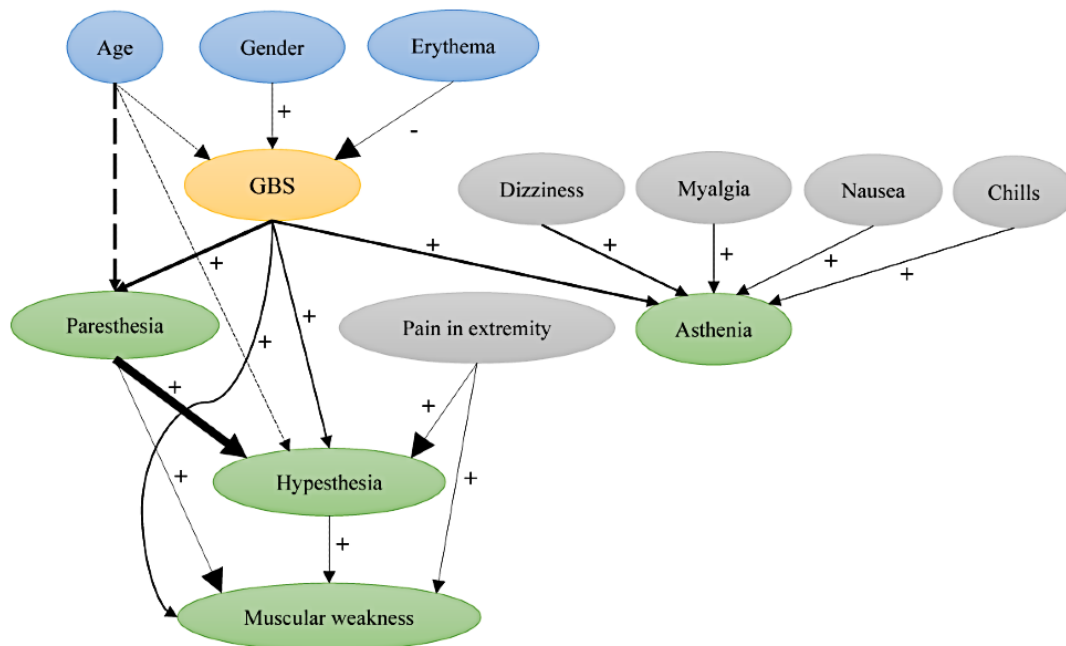 Age
Gender
Erythema
+
-
GBS
Dizziness
Myalgia
Nausea
Chills
+
+
+
+
+
+
Paresthesia
+
Pain in extremity
Asthenia
+
+
+
+
Hypesthesia
+
+
+
Muscular weakness